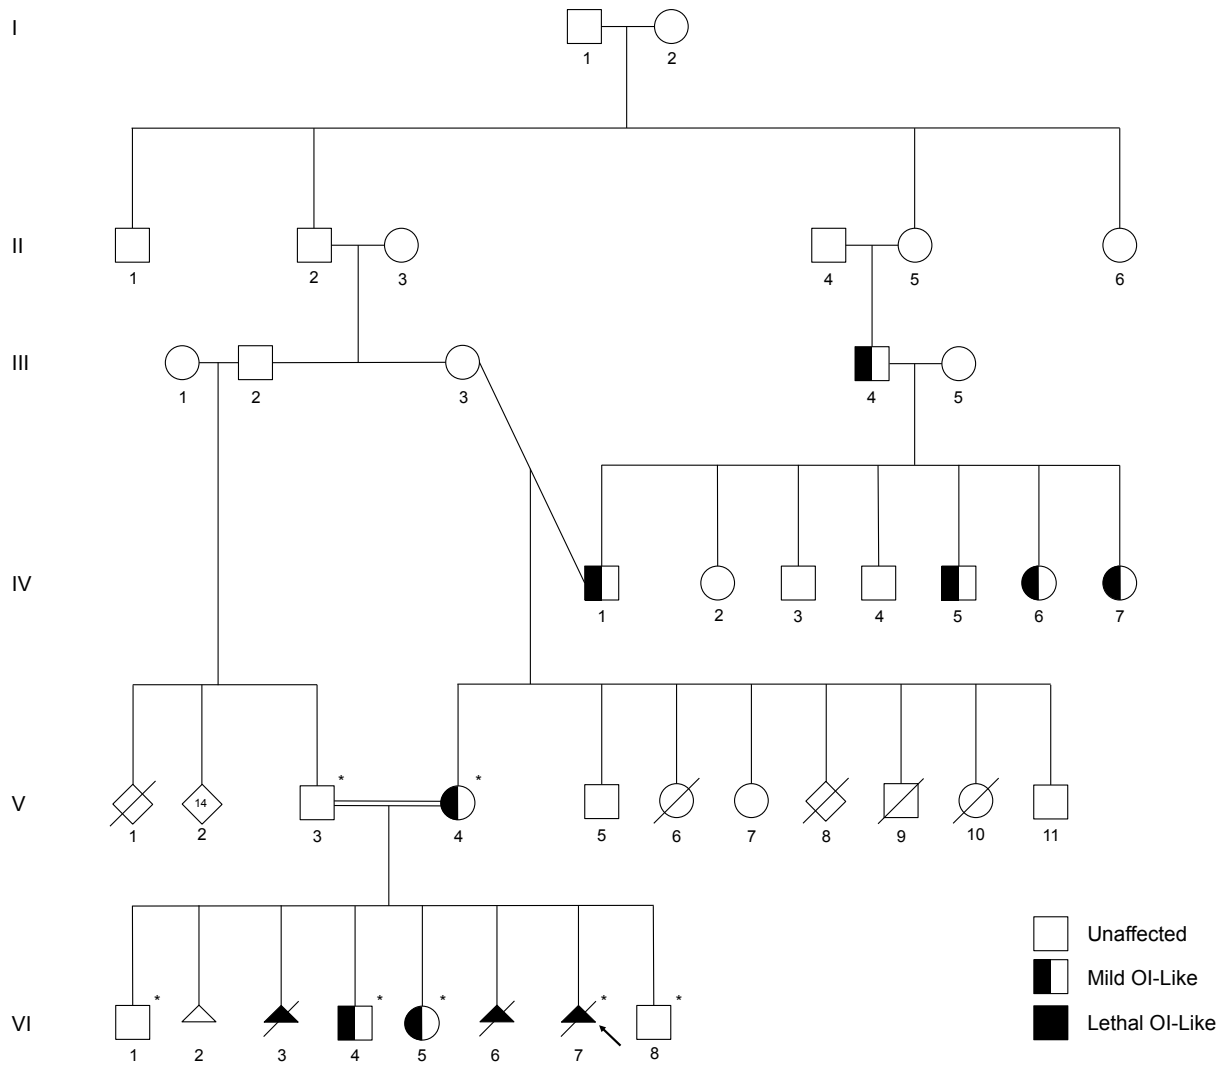 I
1 2
II
1 2 3 4 5 6
III
1 2 3 4 5
IV
1 2 3 4 5 6 7
* *
V
14
1 2 3 4 5 6 7 8 9 10 11
Unaffected
Mild OI-Like
* * * * *
VI
Lethal OI-Like
1 2 3 4 5 6 7 8